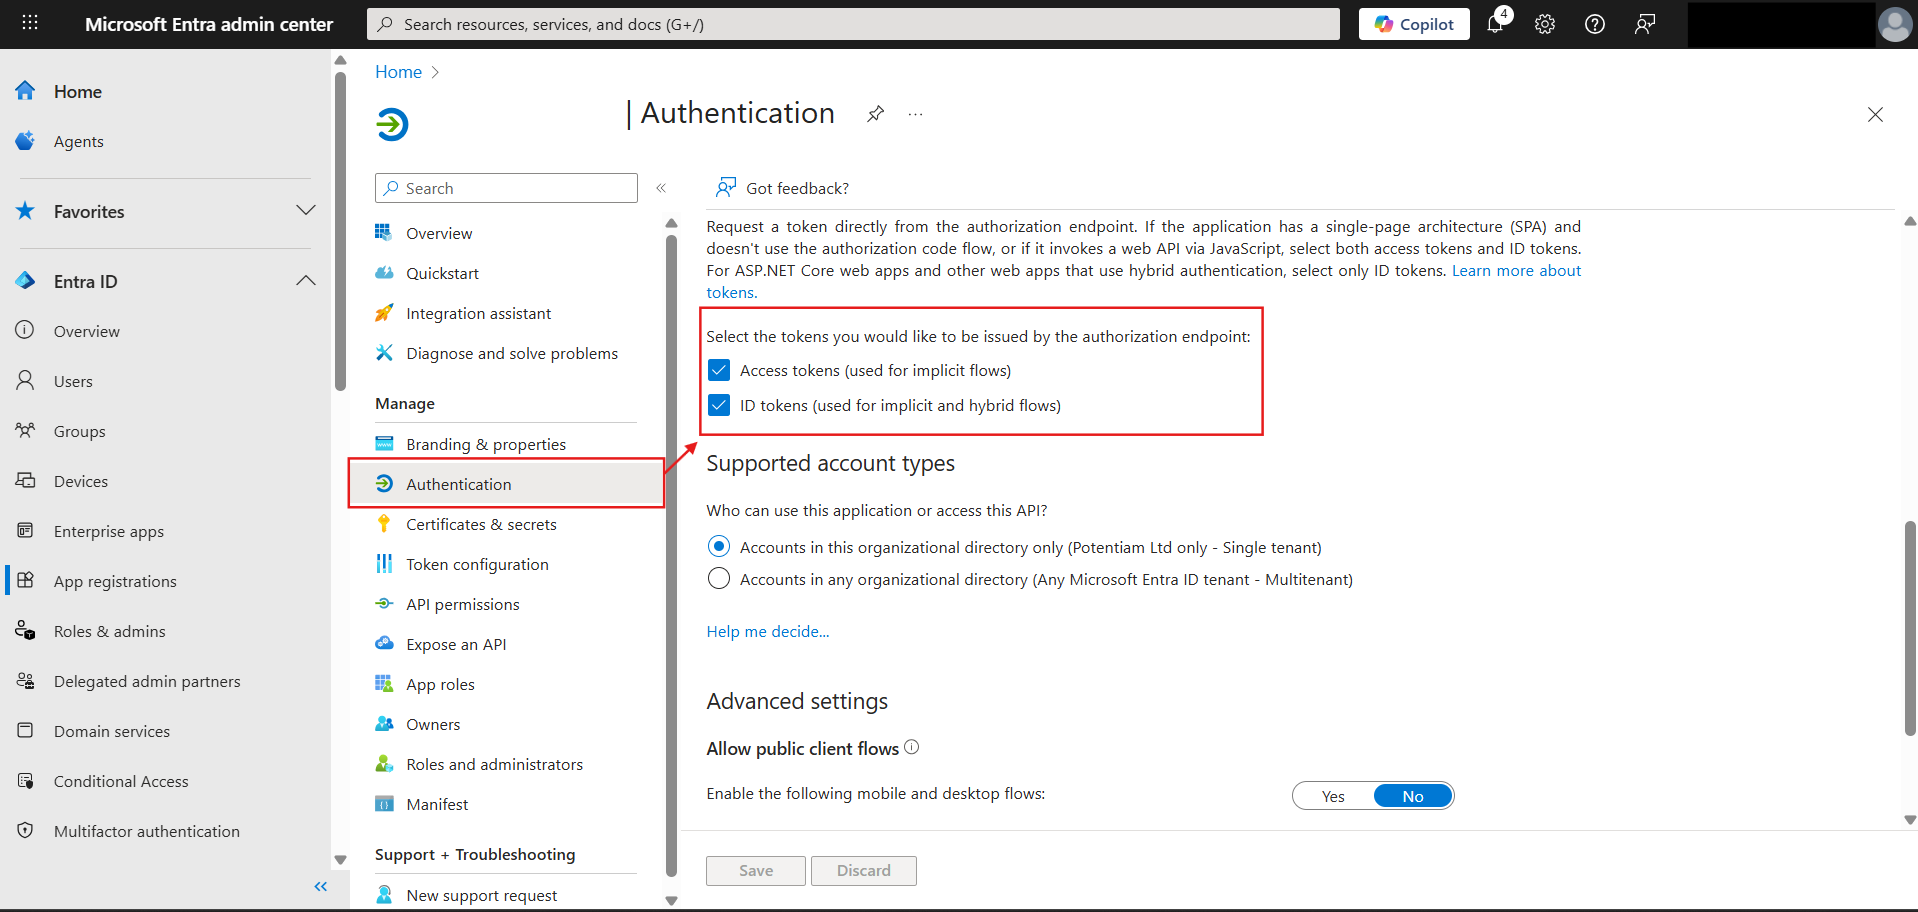 Microsoft Entra admin center
Search resources, services, and docs (G+/)
Copilot
4
Home
Agents
Favorites
Entra ID
Overview
Users
Groups
Devices
Enterprise apps
App registrations
Roles & admins
Delegated admin partners
Domain services
Conditional Access
Multifactor authentication
Home
| Authentication
Search
Overview
Quickstart
Integration assistant
Diagnose and solve problems
Manage
Branding & properties
Authentication
Certificates & secrets
Token configuration
API permissions
Expose an API
App roles
Owners
Roles and administrators
Manifest
Support + Troubleshooting
New support request
Got feedback?
Request a token directly from the authorization endpoint. If the application has a single-page architecture (SPA) and
doesn't use the authorization code flow, or if it invokes a web API via JavaScript, select both access tokens and ID tokens.
For ASP.NET Core web apps and other web apps that use hybrid authentication, select only ID tokens. Learn more about
tokens.
Select the tokens you would like to be issued by the authorization endpoint:
Access tokens (used for implicit flows)
ID tokens (used for implicit and hybrid flows)
Supported account types
Who can use this application or access this API?
Accounts in this organizational directory only (Potentiam Ltd only - Single tenant)
Accounts in any organizational directory (Any Microsoft Entra ID tenant - Multitenant)
Help me decide...
Advanced settings
Allow public client flows
Enable the following mobile and desktop flows:
Yes
No
Save
Discard